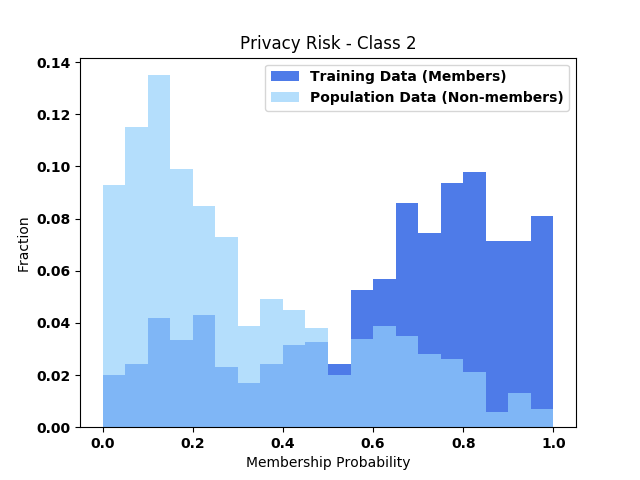 Privacy Risk - Class 2
Training Data (Members)
Population Data (Non-members)
0.14
0.12
0.10
0.08
0.06
0.04
0.02
0.00
Fraction
0.0 0.2 0.4 0.6 0.8 1.0
Membership Probability